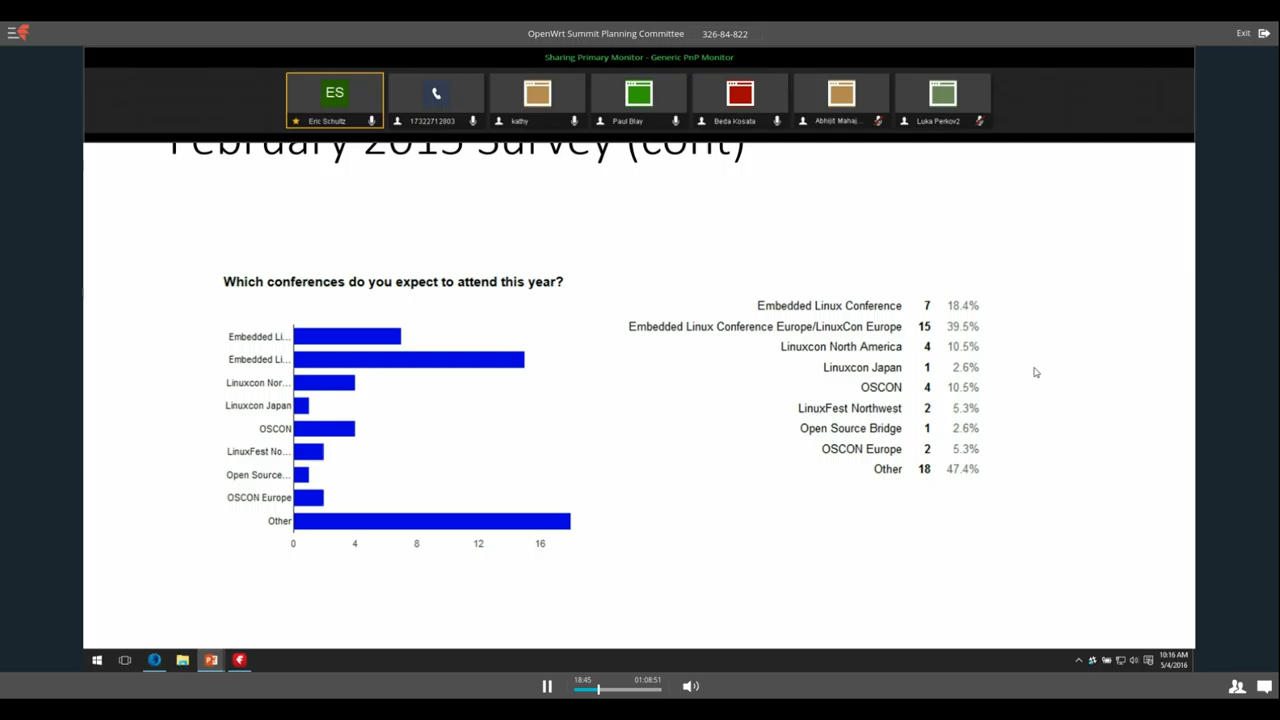 OpenWrt Summit Planning Committee 326-84-822 Exit
Sharing Primary Monitor - Generic PnP Monitor
ES
Eric Schultz 17322712803 kathy Paul Blay Beda Kosata Abhijit Mahaj... Luka Perkov2
February 2015 Survey (cont)
Which conferences do you expect to attend this year?
Embedded Li...
Embedded Li...
Linuxcon Nor...
Linuxcon Japan
OSCON
LinuxFest No...
Open Source...
OSCON Europe
Other
0 4 8 12 16
Embedded Linux Conference 7 18.4%
Embedded Linux Conference Europe/LinuxCon Europe 15 39.5%
Linuxcon North America 4 10.5%
Linuxcon Japan 1 2.6%
OSCON 4 10.5%
LinuxFest Northwest 2 5.3%
Open Source Bridge 1 2.6%
OSCON Europe 2 5.3%
Other 18 47.4%
10:16 AM
5/4/2016
18:45 01:08:51